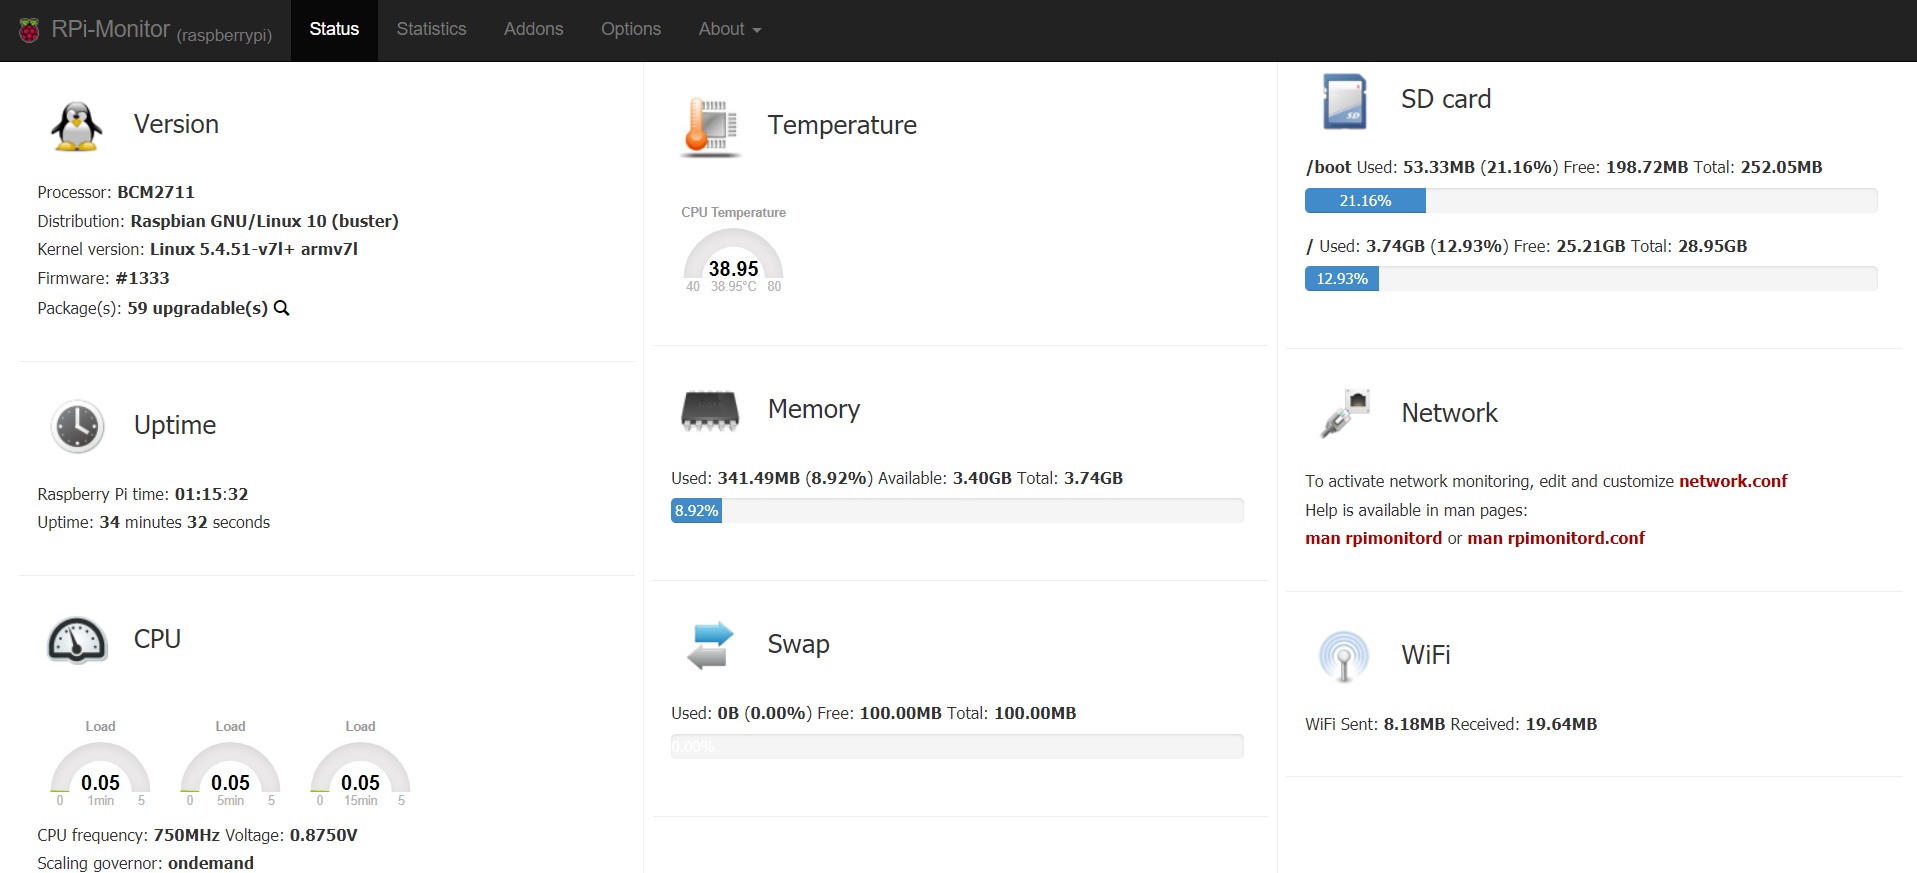 RPi-Monitor (raspberrypi) Status Statistics Addons Options About
Version
Processor: BCM2711
Distribution: Raspbian GNU/Linux 10 (buster)
Kernel version: Linux 5.4.51-v7l+ armv7l
Firmware: #1333
Package(s): 59 upgradable(s)
Uptime
Raspberry Pi time: 01:15:32
Uptime: 34 minutes 32 seconds
CPU
Load Load Load
0.05 0.05 0.05
0 1min 5 0 5min 5 0 15min 5
CPU frequency: 750MHz Voltage: 0.8750V
Scaling governor: ondemand
Temperature
CPU Temperature
38.95
40 38.95°C 80
Memory
Used: 341.49MB (8.92%) Available: 3.40GB Total: 3.74GB
8.92%
Swap
Used: 0B (0.00%) Free: 100.00MB Total: 100.00MB
0.00%
SD
SD card
/boot Used: 53.33MB (21.16%) Free: 198.72MB Total: 252.05MB
21.16%
/ Used: 3.74GB (12.93%) Free: 25.21GB Total: 28.95GB
12.93%
Network
To activate network monitoring, edit and customize network.conf
Help is available in man pages:
man rpimonitord or man rpimonitord.conf
WiFi
WiFi Sent: 8.18MB Received: 19.64MB